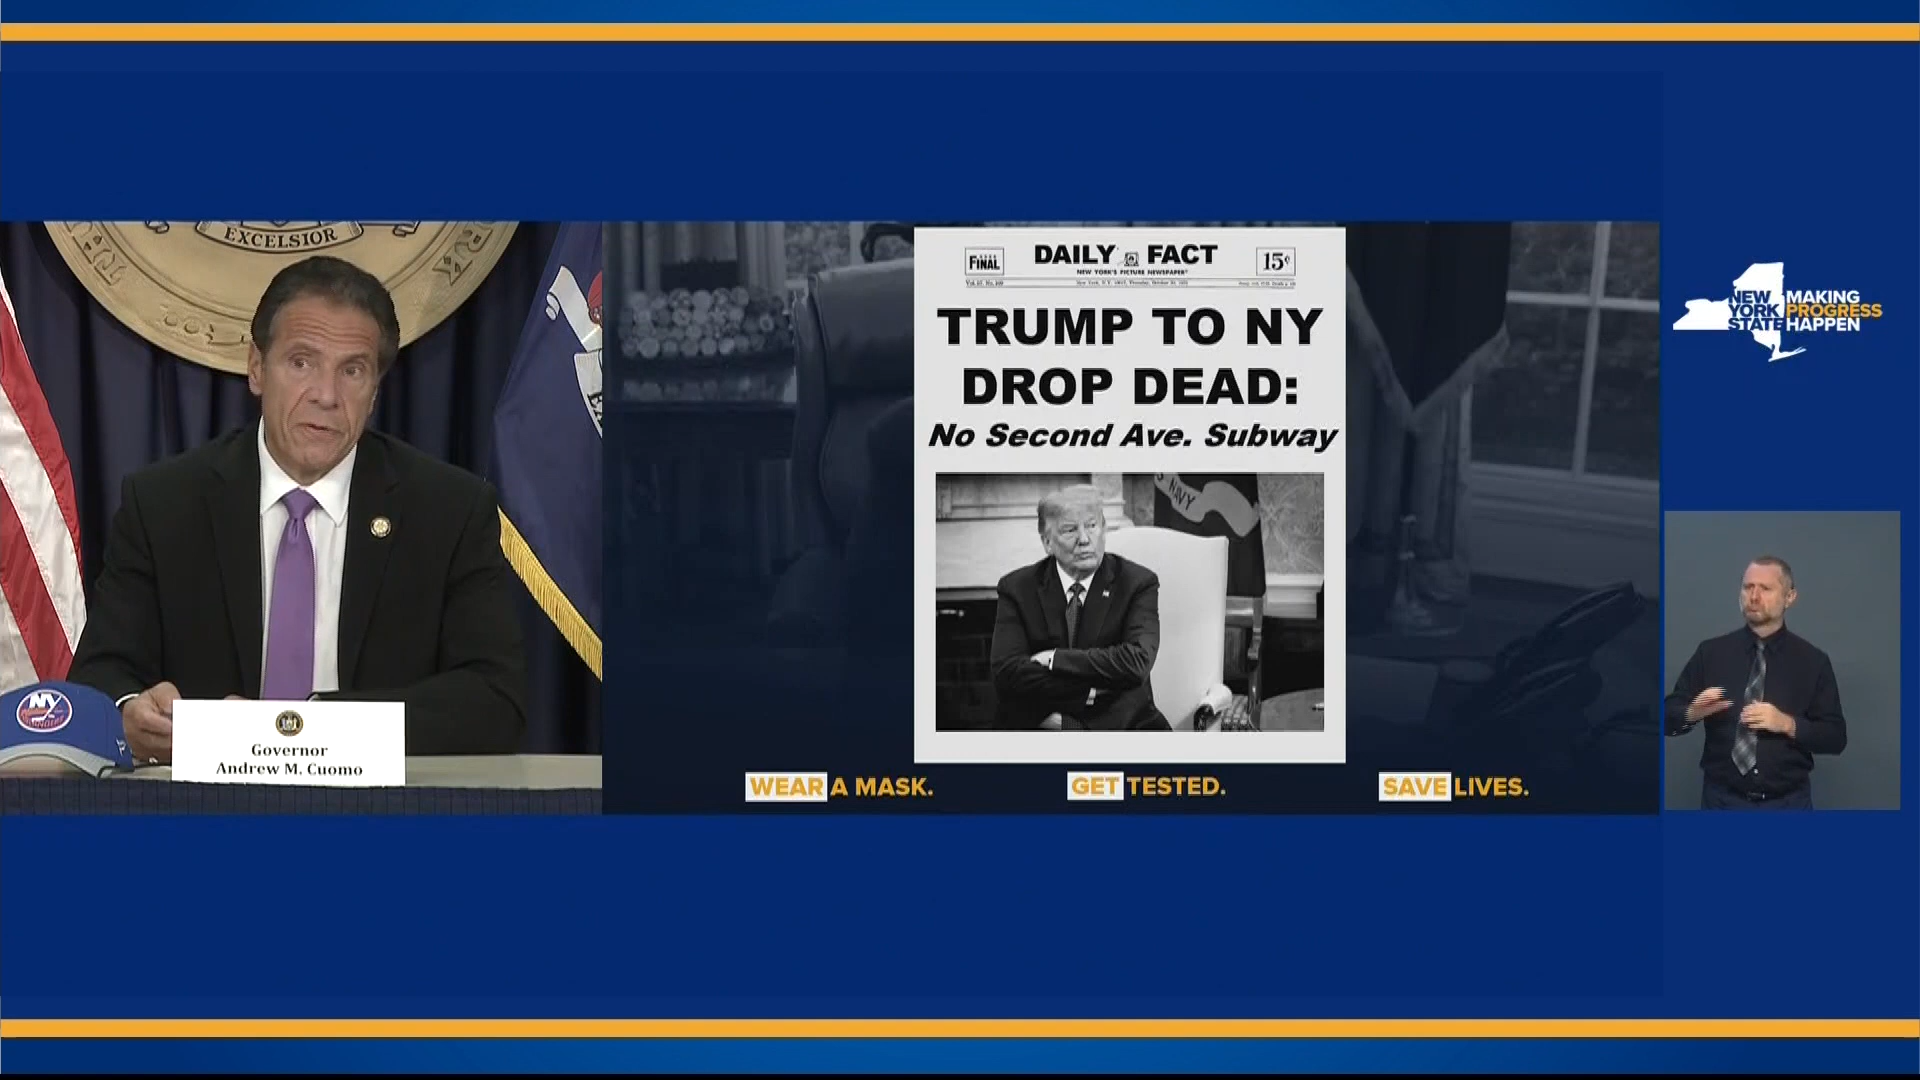 EXCELSIOR
NY
Governor
Andrew M. Cuomo
FINAL
DAILY FACT
NEW YORK'S PICTURE NEWSPAPER
15¢
TRUMP TO NY
DROP DEAD:
No Second Ave. Subway
NAVY
WEAR A MASK.
GET TESTED.
SAVE LIVES.
NEW
YORK
STATE
MAKING
PROGRESS
HAPPEN